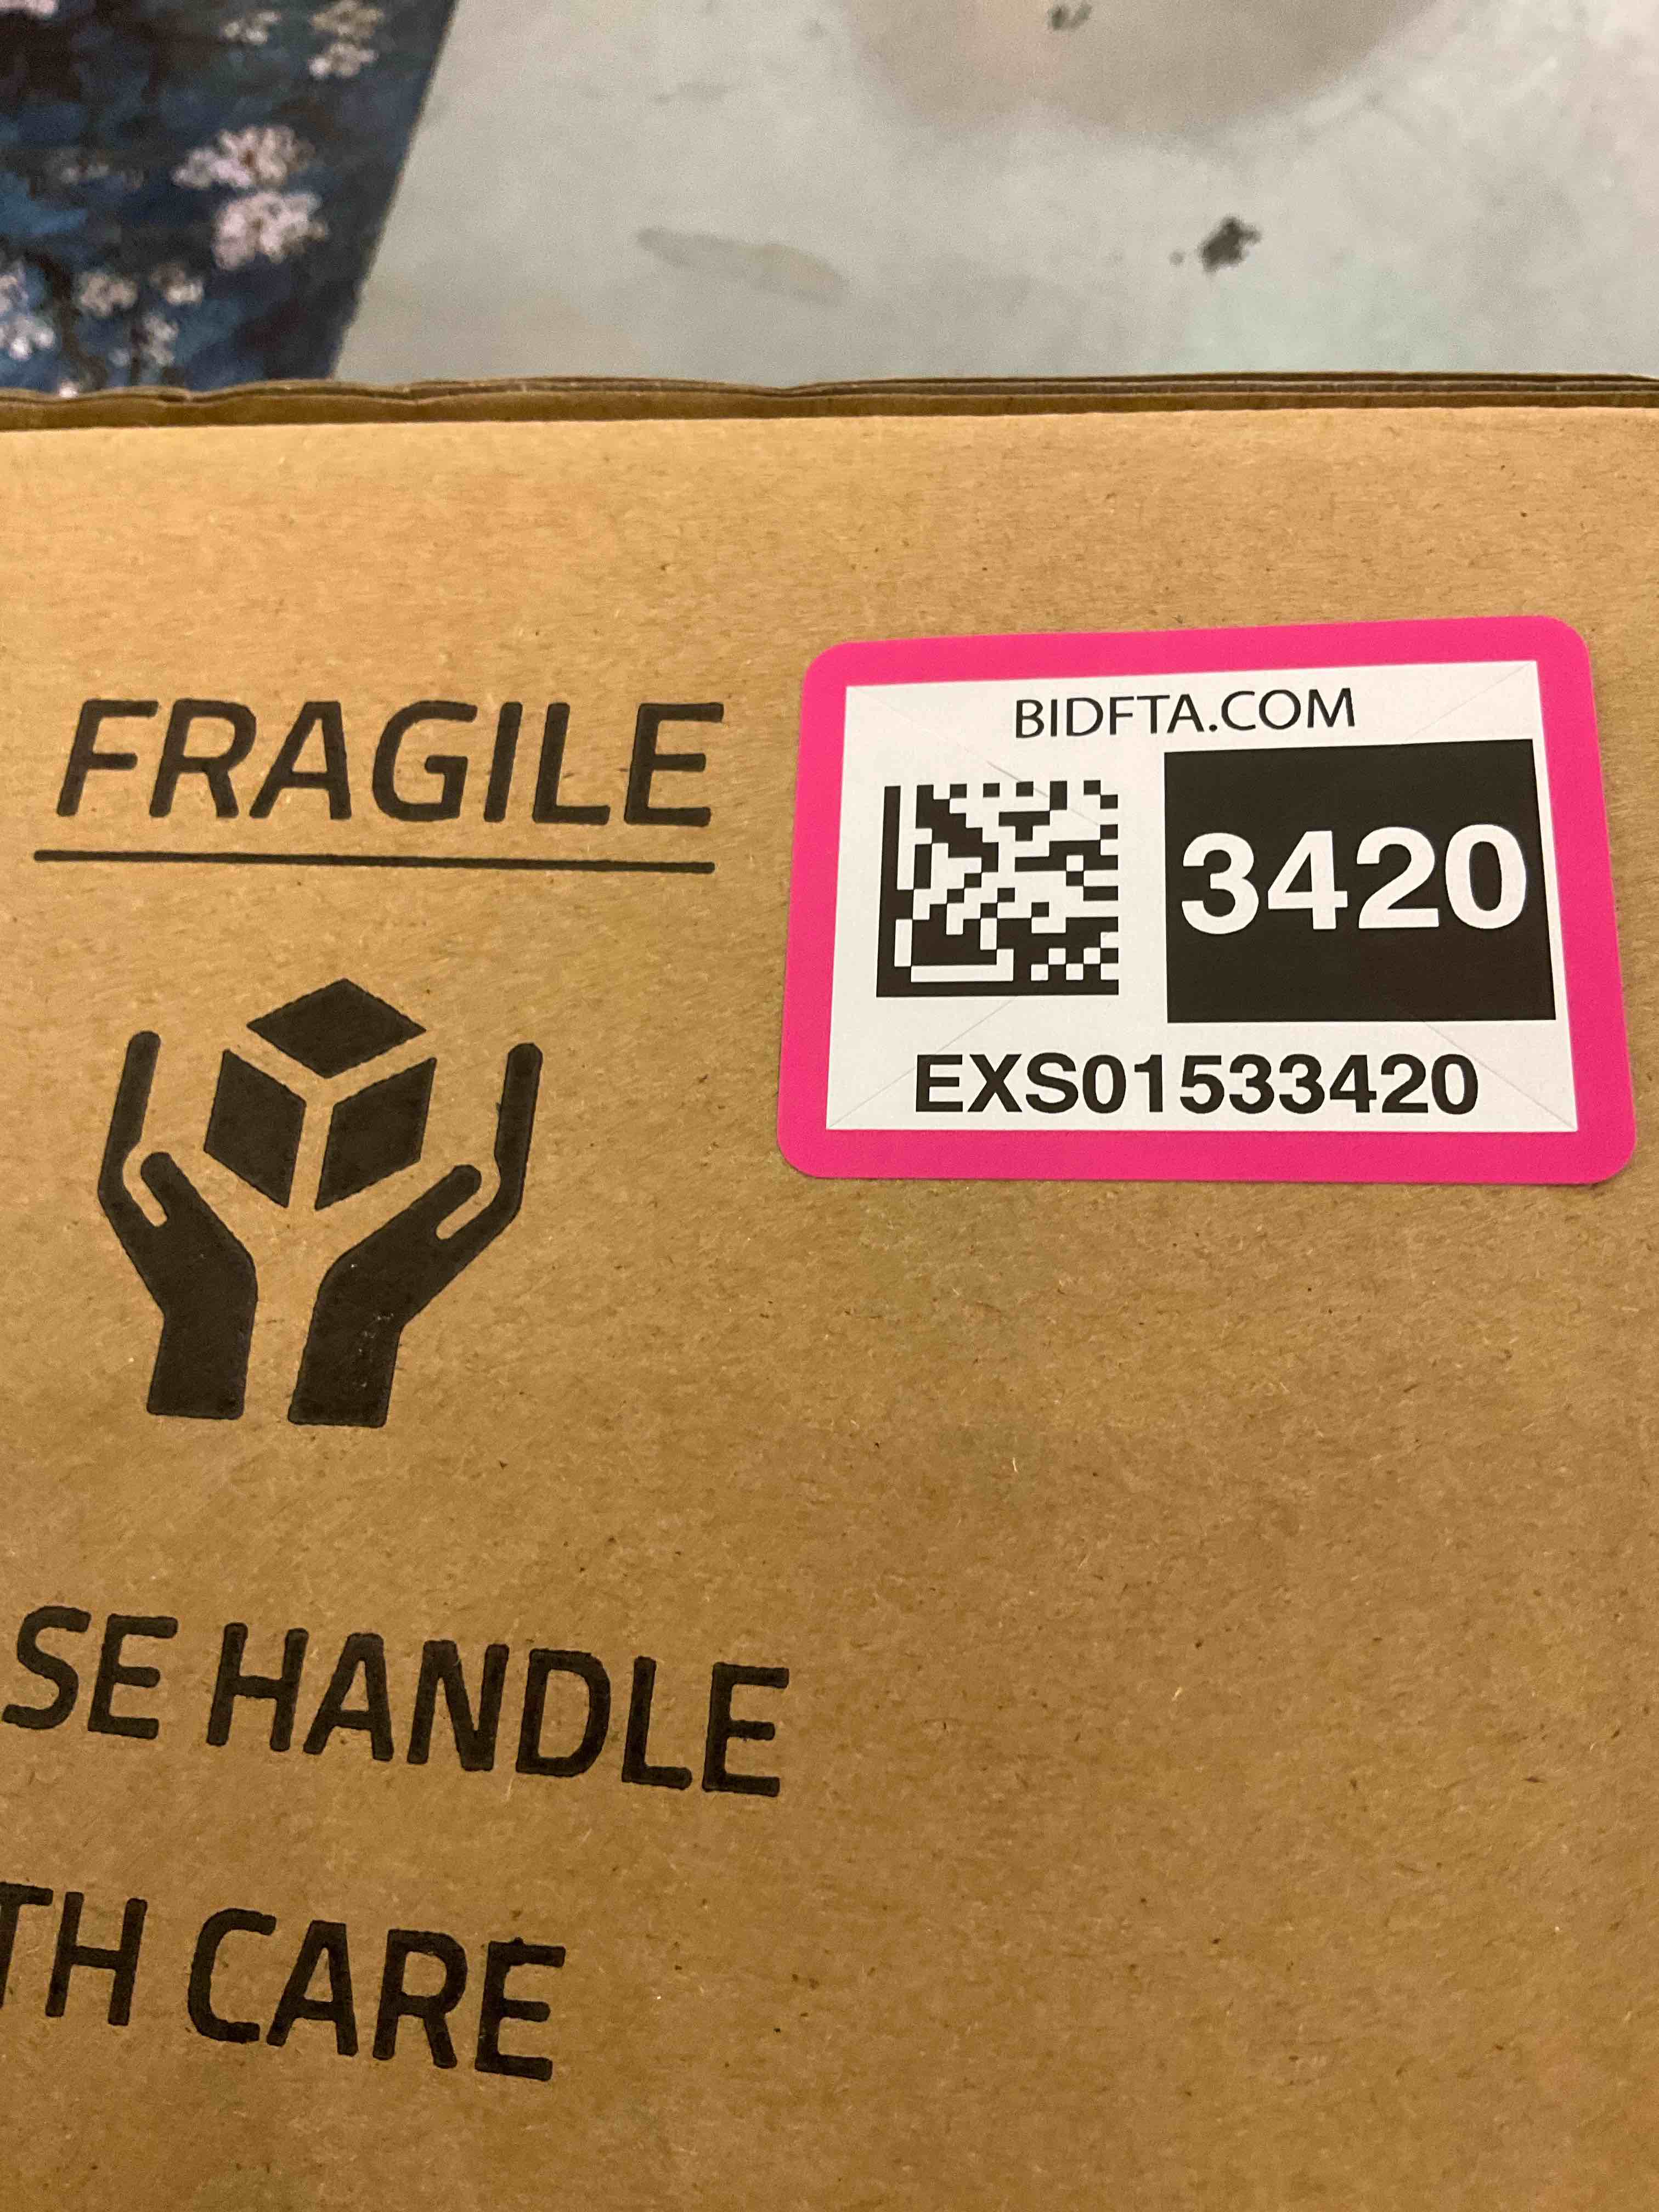 FRAGILE
BIDFTA.COM
3420
EXS01533420
SE HANDLE
TH CARE